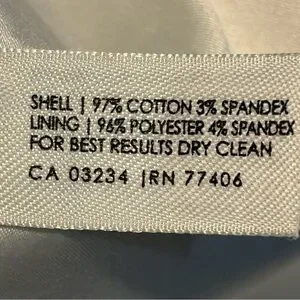 SHELL | 97% COTTON 3% SPANDEX
LINING | 96% POLYESTER 4% SPANDEX
FOR BEST RESULTS DRY CLEAN
CA 03234 |RN 77406